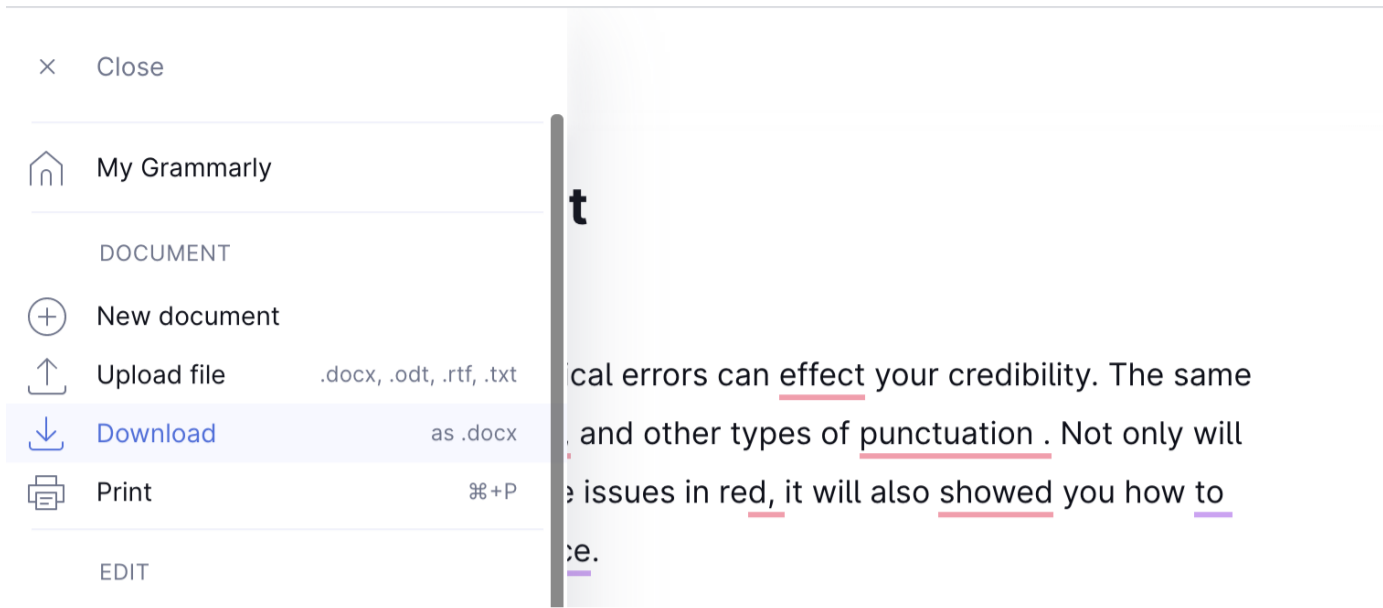 Close
My Grammarly
t
DOCUMENT
New document
Upload file .docx, .odt, .rtf, .txt
ical errors can effect your credibility. The same
Download as .docx
, and other types of punctuation . Not only will
Print ⌘+P
e issues in red, it will also showed you how to
ce.
EDIT